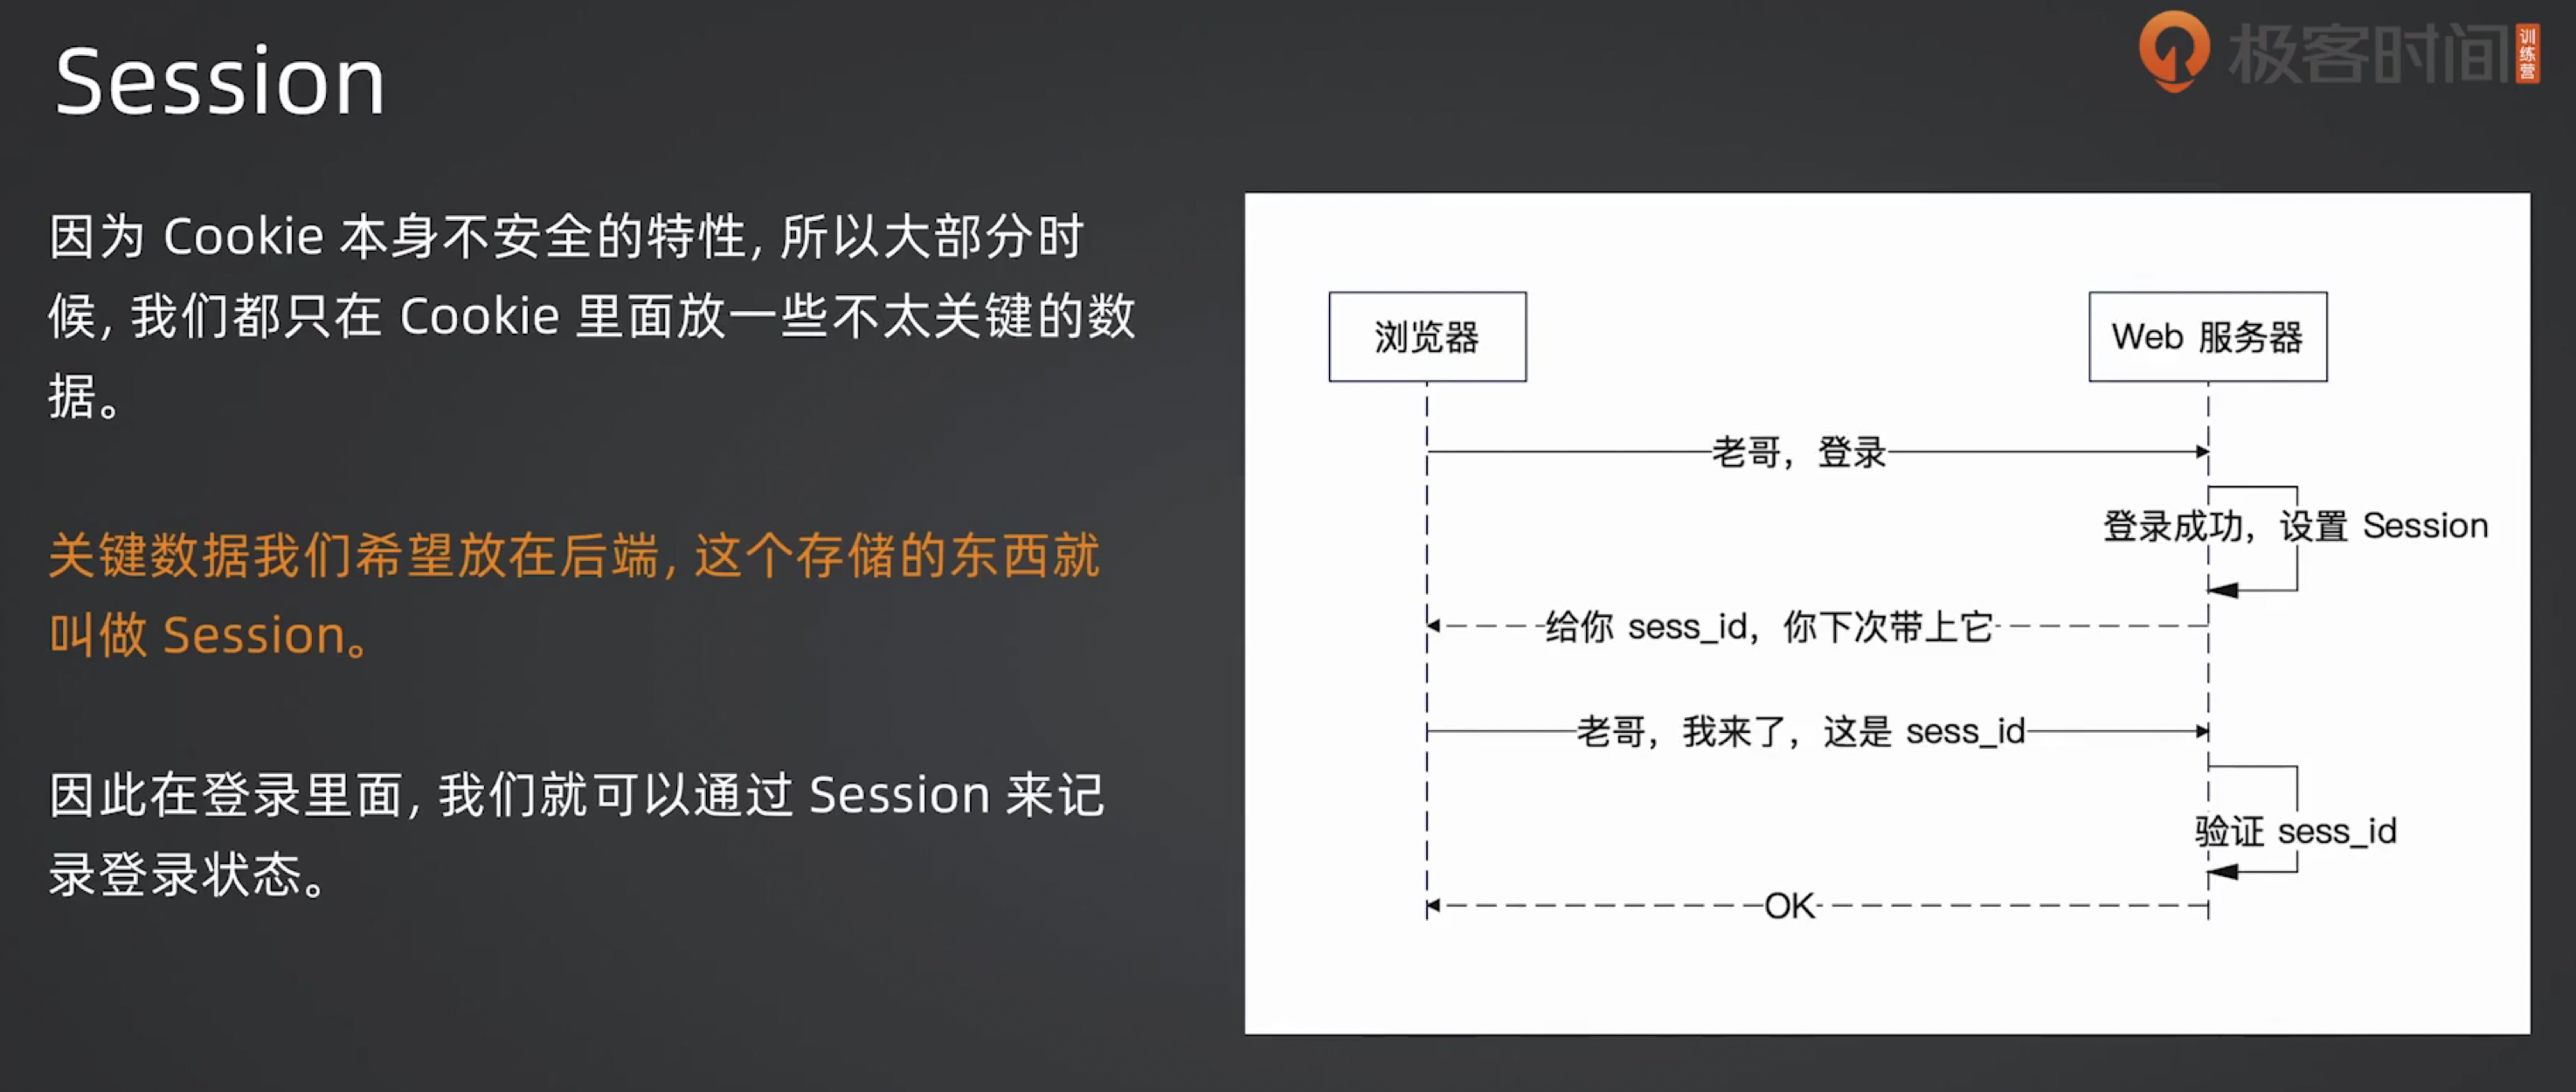 Session
极客时间
训练营
因为 Cookie 本身不安全的特性, 所以大部分时
候, 我们都只在 Cookie 里面放一些不太关键的数
据。
关键数据我们希望放在后端, 这个存储的东西就
叫做 Session。
因此在登录里面, 我们就可以通过 Session 来记
录登录状态。
浏览器
Web 服务器
老哥，登录
登录成功，设置 Session
给你 sess_id，你下次带上它
老哥，我来了，这是 sess_id
验证 sess_id
OK